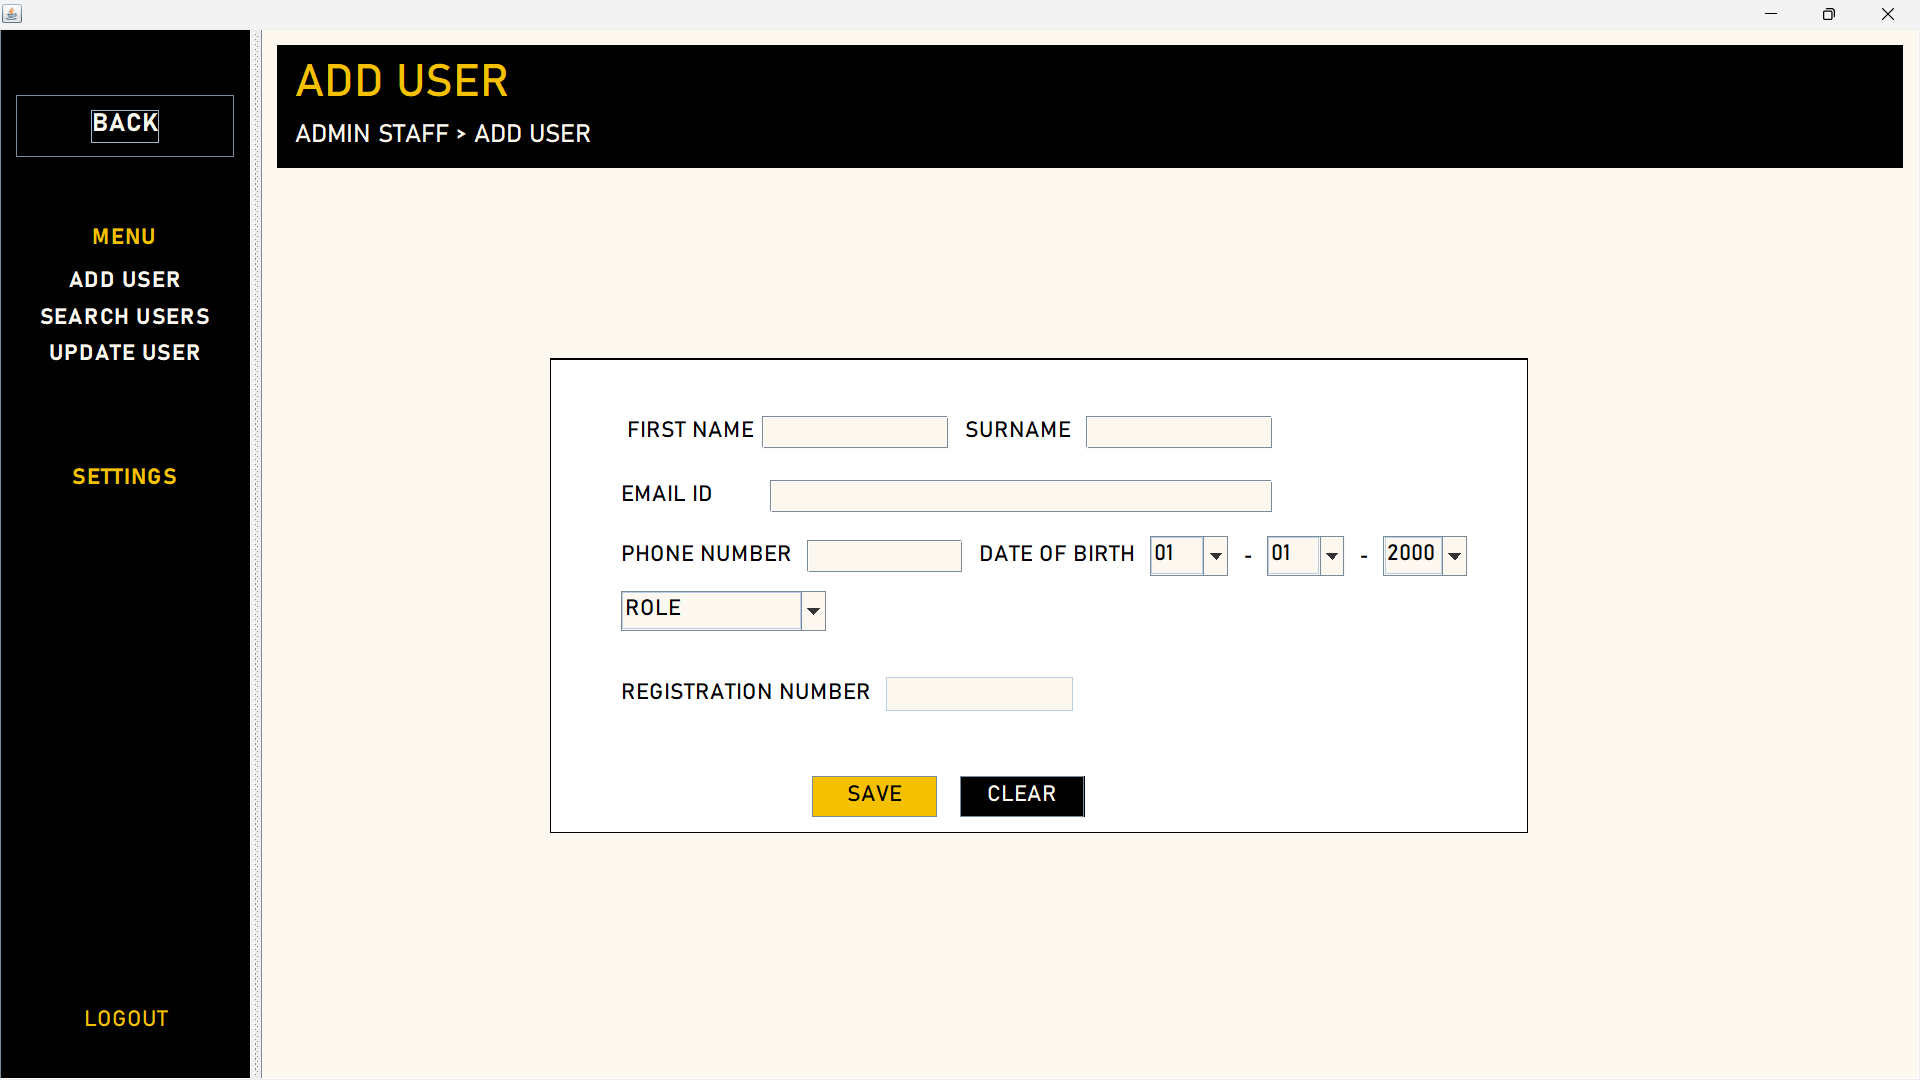 BACK
MENU
ADD USER
SEARCH USERS
UPDATE USER
SETTINGS
LOGOUT
ADD USER
ADMIN STAFF > ADD USER
FIRST NAME SURNAME
EMAIL ID
PHONE NUMBER DATE OF BIRTH 01 - 01 - 2000
ROLE
REGISTRATION NUMBER
SAVE CLEAR